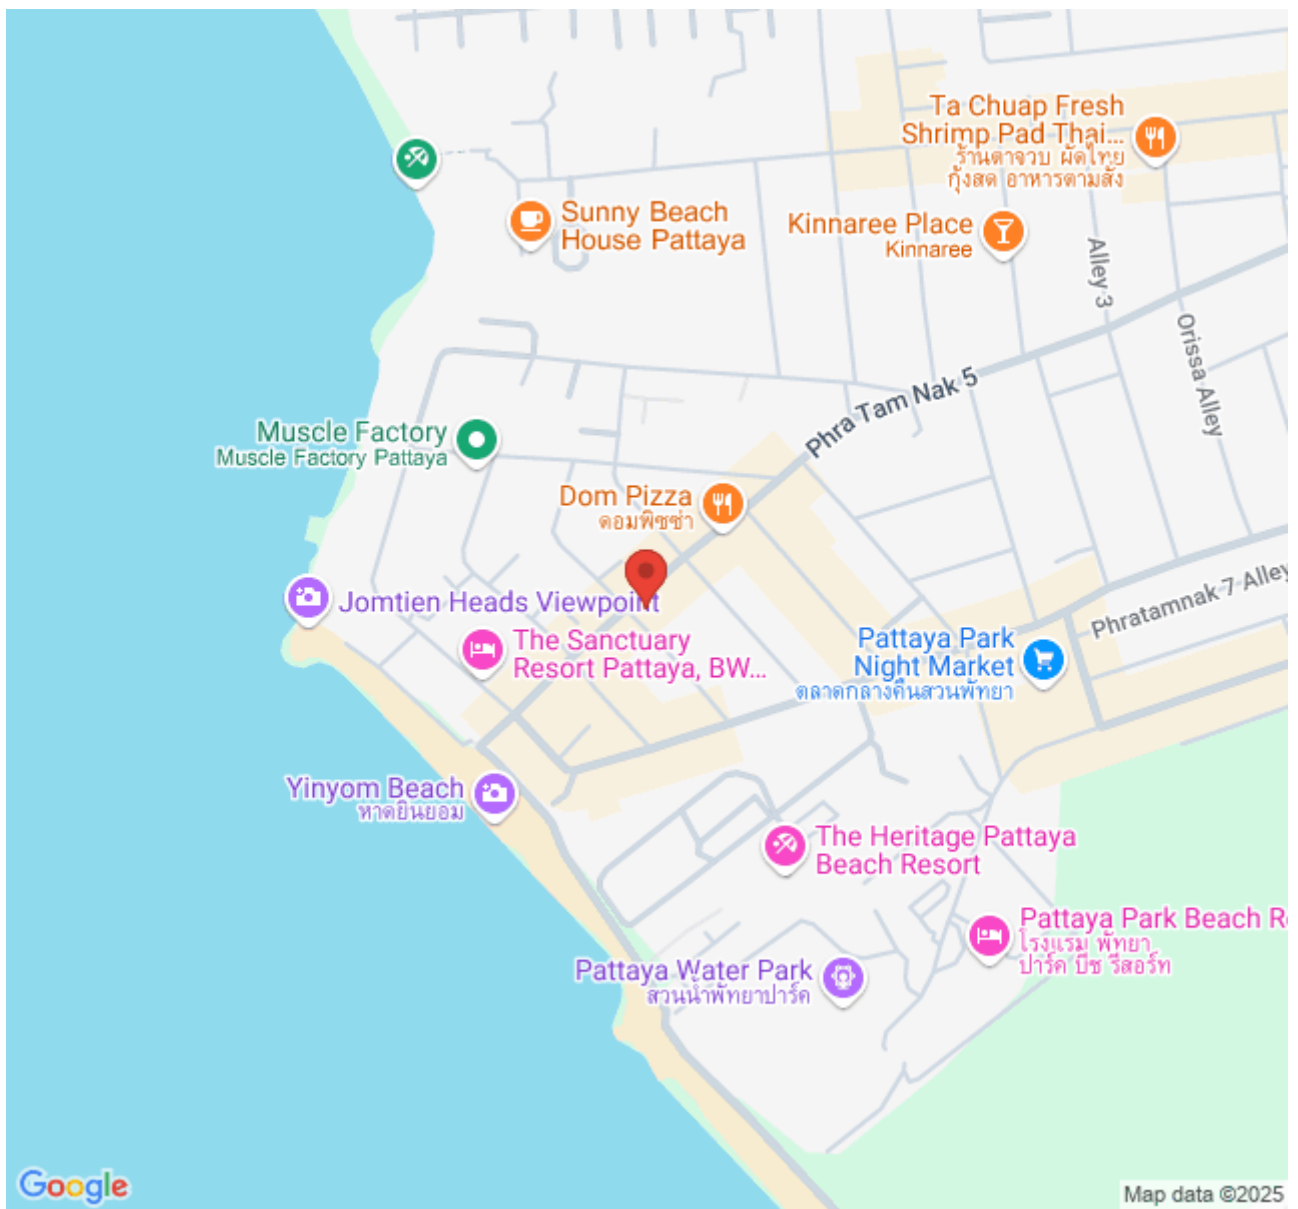 Ta Chuap Fresh
Shrimp Pad Thai...
ร้านตาจวบ ผัดไทย
กุ้งสด อาหารตามสั่ง
Sunny Beach
House Pattaya
Kinnaree Place
Kinnaree
Alley 3
Orissa Alley
Phra Tam Nak 5
Muscle Factory
Muscle Factory Pattaya
Dom Pizza
ดอมพิซซ่า
Jomtien Heads Viewpoint
Phratamnak 7 Alley
The Sanctuary
Resort Pattaya, BW...
Pattaya Park
Night Market
ตลาดกลางคืนสวนพัทยา
Yinyom Beach
หาดยินยอม
The Heritage Pattaya
Beach Resort
Pattaya Park Beach R
โรงแรม พัทยา
ปาร์ค บีช รีสอร์ท
Pattaya Water Park
สวนน้ำพัทยาปาร์ค
Google
Map data ©2025